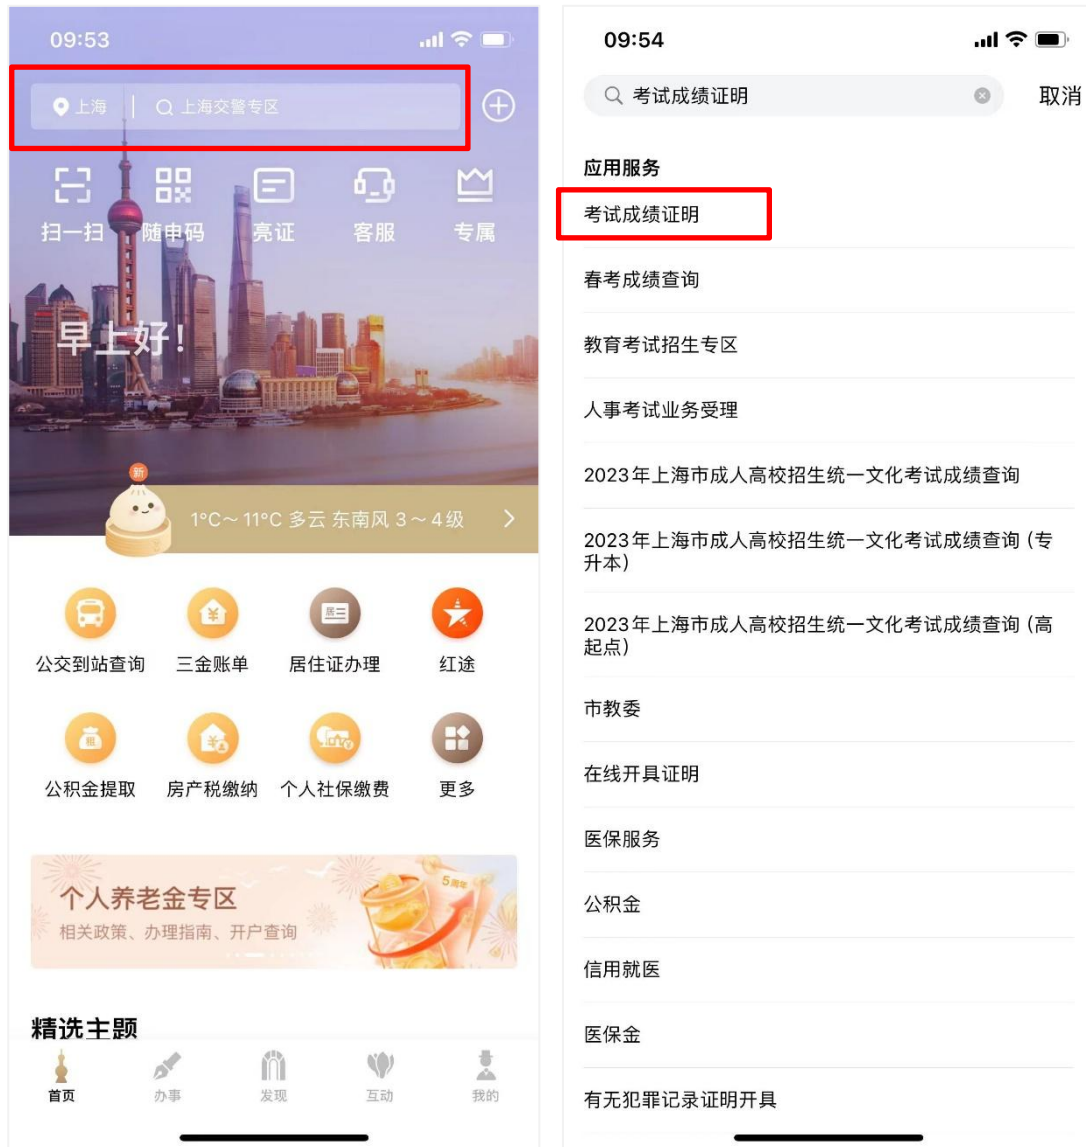 09:53
上海
上海交警专区
扫一扫
随申码
亮证
客服
专属
早上好！
新
1°C～11°C 多云 东南风 3～4级
居
公交到站查询
三金账单
居住证办理
红途
租
公积金提取
房产税缴纳
个人社保缴费
更多
个人养老金专区
相关政策、办理指南、开户查询
5周年
精选主题
首页
办事
发现
互动
我的
09:54
考试成绩证明
取消
应用服务
考试成绩证明
春考成绩查询
教育考试招生专区
人事考试业务受理
2023年上海市成人高校招生统一文化考试成绩查询
2023年上海市成人高校招生统一文化考试成绩查询（专
升本）
2023年上海市成人高校招生统一文化考试成绩查询（高
起点）
市教委
在线开具证明
医保服务
公积金
信用就医
医保金
有无犯罪记录证明开具